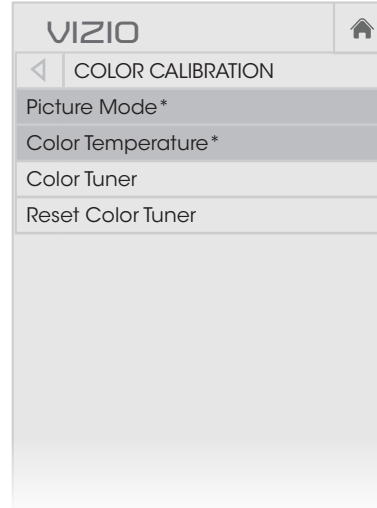 VIZIO
COLOR CALIBRATION
Picture Mode*
Color Temperature*
Color Tuner
Reset Color Tuner